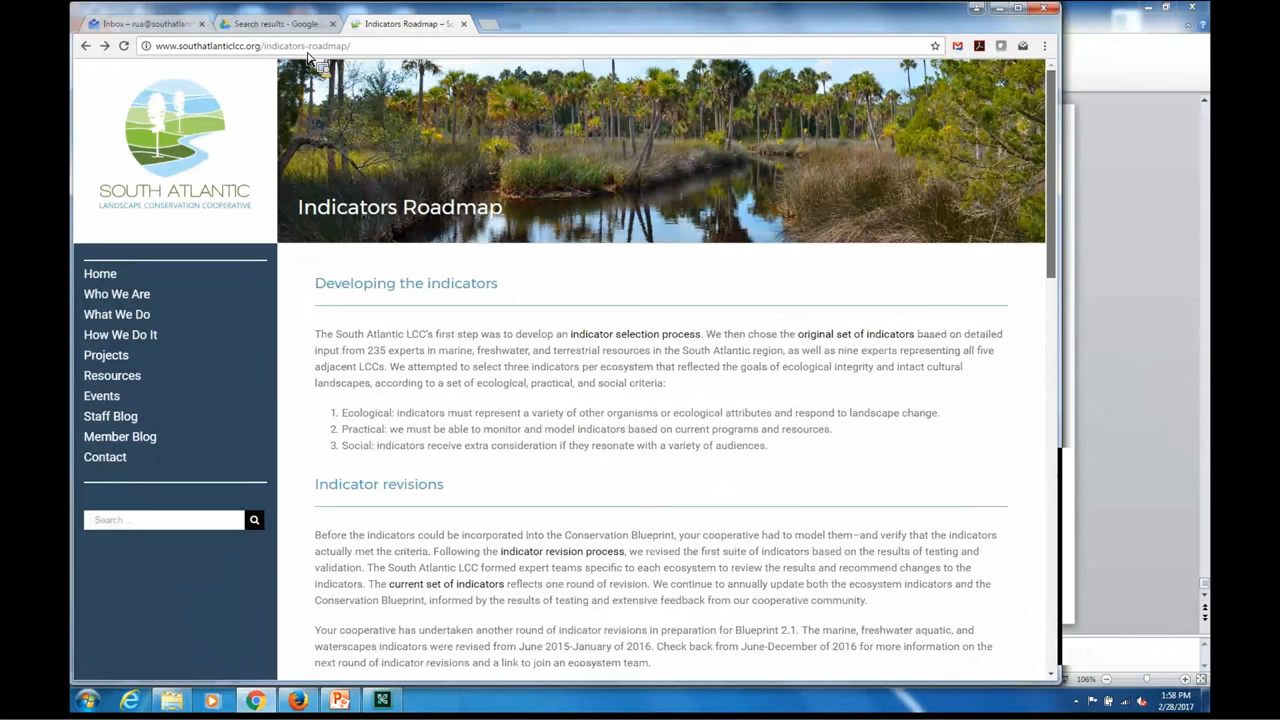 Inbox – rua@southatlant
Search results - Google
Indicators Roadmap – So
www.southatlanticlcc.org/indicators-roadmap/
SOUTH ATLANTIC
LANDSCAPE CONSERVATION COOPERATIVE
Indicators Roadmap
Home
Who We Are
What We Do
How We Do It
Projects
Resources
Events
Staff Blog
Member Blog
Contact
Search ...
Developing the indicators
The South Atlantic LCC's first step was to develop an indicator selection process. We then chose the original set of indicators based on detailed
input from 235 experts in marine, freshwater, and terrestrial resources in the South Atlantic region, as well as nine experts representing all five
adjacent LCCs. We attempted to select three indicators per ecosystem that reflected the goals of ecological integrity and intact cultural
landscapes, according to a set of ecological, practical, and social criteria:
1. Ecological: indicators must represent a variety of other organisms or ecological attributes and respond to landscape change.
2. Practical: we must be able to monitor and model indicators based on current programs and resources.
3. Social: indicators receive extra consideration if they resonate with a variety of audiences.
Indicator revisions
Before the indicators could be incorporated into the Conservation Blueprint, your cooperative had to model them–and verify that the indicators
actually met the criteria. Following the indicator revision process, we revised the first suite of indicators based on the results of testing and
validation. The South Atlantic LCC formed expert teams specific to each ecosystem to review the results and recommend changes to the
indicators. The current set of indicators reflects one round of revision. We continue to annually update both the ecosystem indicators and the
Conservation Blueprint, informed by the results of testing and extensive feedback from our cooperative community.
Your cooperative has undertaken another round of indicator revisions in preparation for Blueprint 2.1. The marine, freshwater aquatic, and
waterscapes indicators were revised from June 2015-January of 2016. Check back from June-December of 2016 for more information on the
next round of indicator revisions and a link to join an ecosystem team.
106%
1:58 PM
2/28/2017